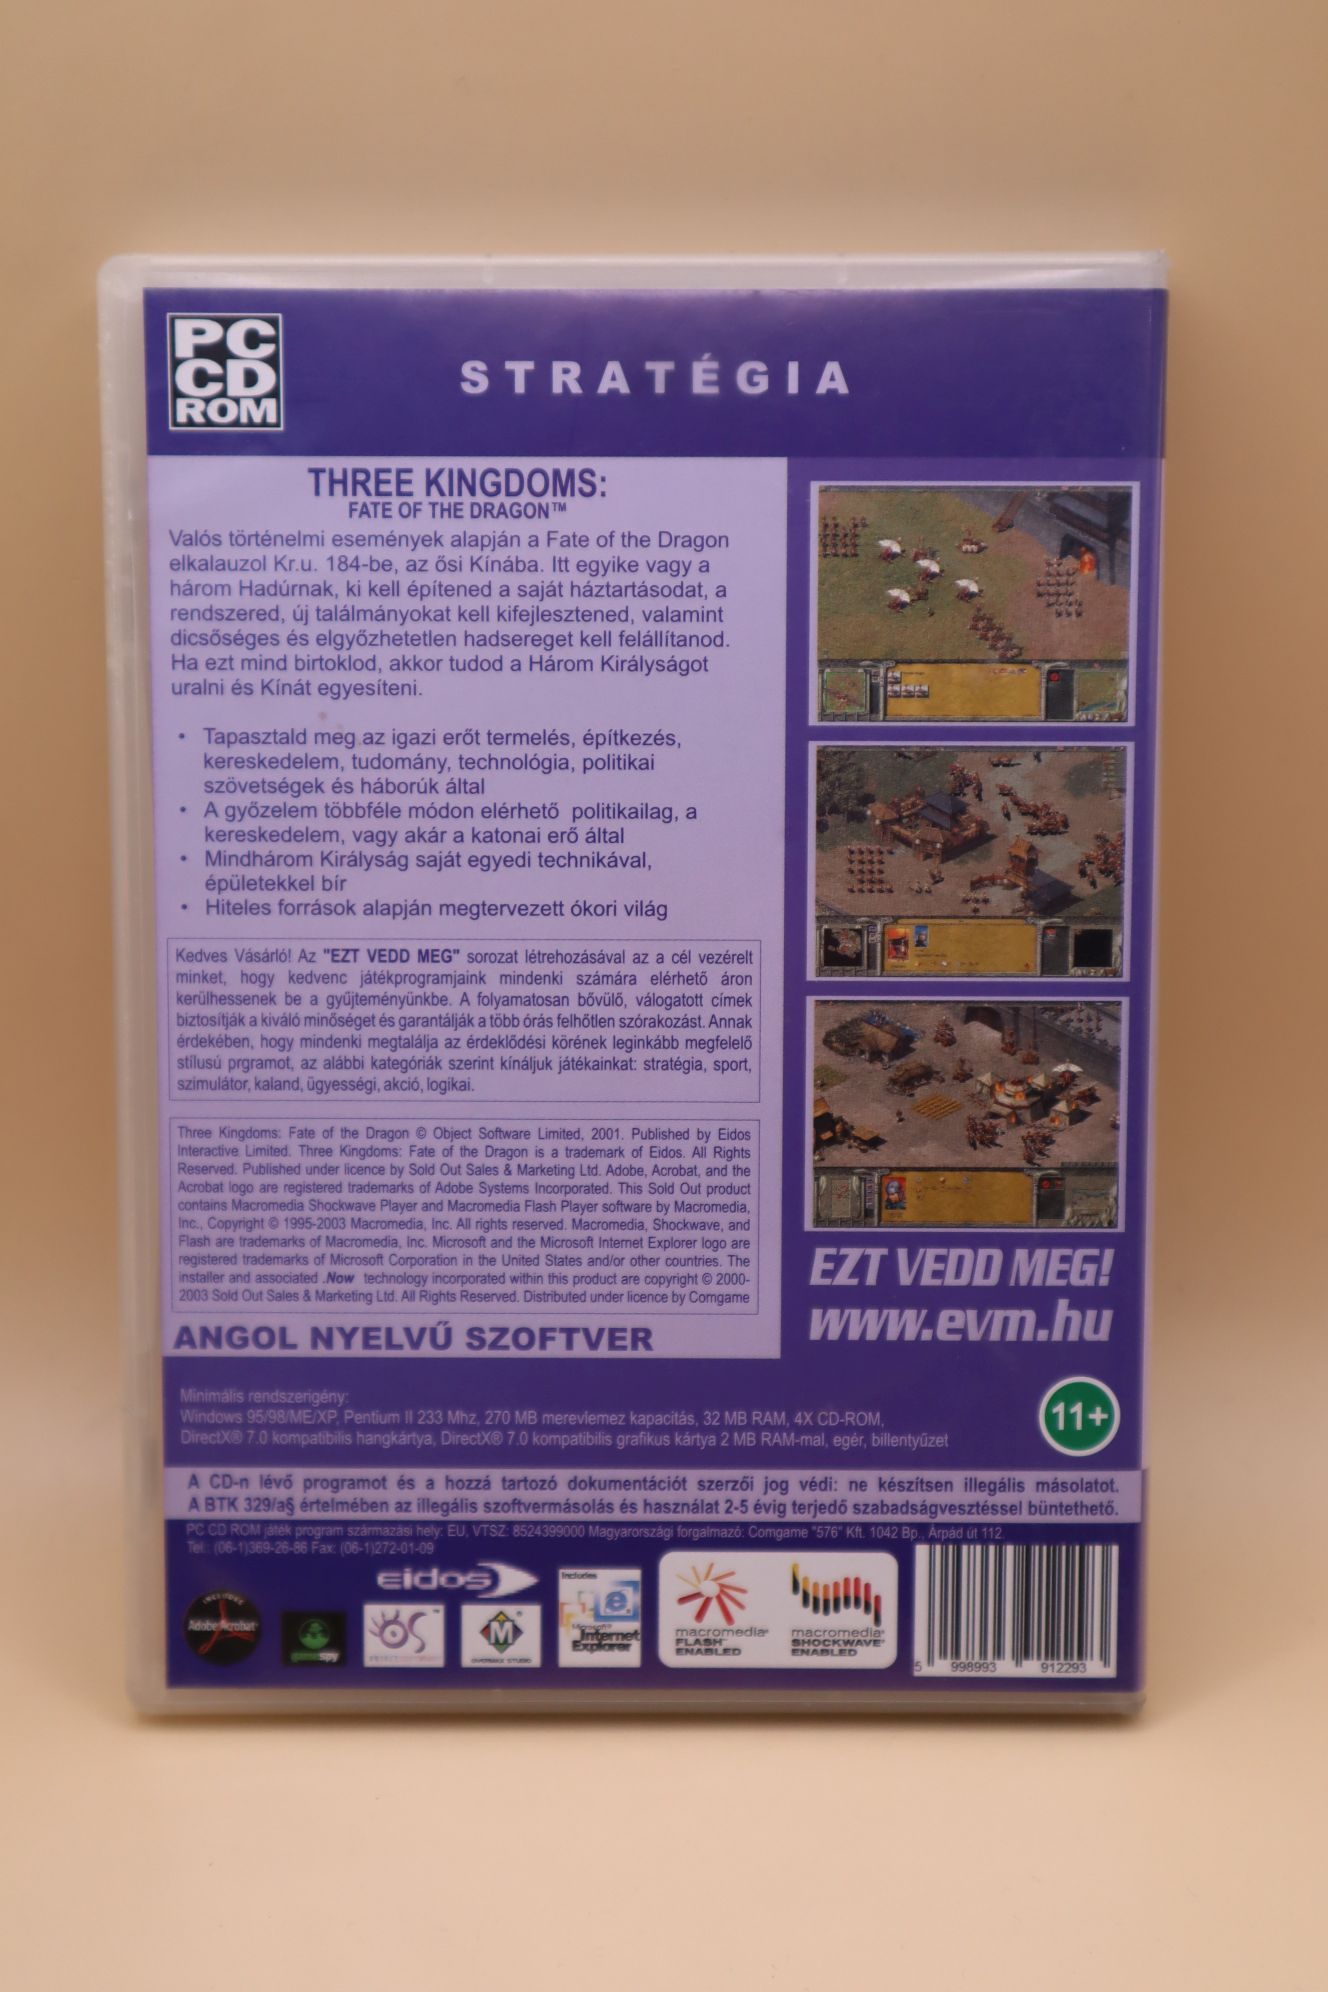 PC
CD
ROM
STRATÉGIA
THREE KINGDOMS:
FATE OF THE DRAGON™
Valós történelmi események alapján a Fate of the Dragon
elkalauzol Kr.u. 184-be, az ősi Kínába. Itt egyike vagy a
három Hadúrnak, ki kell építened a saját háztartásodat, a
rendszered, új találmányokat kell kifejlesztened, valamint
dicsőséges és elgyőzhetetlen hadsereget kell felállítanod.
Ha ezt mind birtoklod, akkor tudod a Három Királyságot
uralni és Kínát egyesíteni.
• Tapasztald meg az igazi erőt termelés, építkezés,
kereskedelem, tudomány, technológia, politikai
szövetségek és háborúk által
• A győzelem többféle módon elérhető politikailag, a
kereskedelem, vagy akár a katonai erő által
• Mindhárom Királyság saját egyedi technikával,
épületekkel bír
• Hiteles források alapján megtervezett ókori világ
Kedves Vásárló! Az "EZT VEDD MEG" sorozat létrehozásával az a cél vezérelt
minket, hogy kedvenc játékprogramjaink mindenki számára elérhető áron
kerülhessenek be a gyűjteményünkbe. A folyamatosan bővülő, válogatott címek
biztosítják a kiváló minőséget és garantálják a több órás felhőtlen szórakozást. Annak
érdekében, hogy mindenki megtalálja az érdeklődési körének leginkább megfelelő
stílusú prgramot, az alábbi kategóriák szerint kínáljuk játékainkat: stratégia, sport,
szimulátor, kaland, ügyességi, akció, logikai.
Three Kingdoms: Fate of the Dragon © Object Software Limited, 2001. Published by Eidos
Interactive Limited. Three Kingdoms: Fate of the Dragon is a trademark of Eidos. All Rights
Reserved. Published under licence by Sold Out Sales & Marketing Ltd. Adobe, Acrobat, and the
Acrobat logo are registered trademarks of Adobe Systems Incorporated. This Sold Out product
contains Macromedia Shockwave Player and Macromedia Flash Player software by Macromedia,
Inc., Copyright © 1995-2003 Macromedia, Inc. All rights reserved. Macromedia, Shockwave, and
Flash are trademarks of Macromedia, Inc. Microsoft and the Microsoft Internet Explorer logo are
registered trademarks of Microsoft Corporation in the United States and/or other countries. The
installer and associated .Now technology incorporated within this product are copyright © 2000-
2003 Sold Out Sales & Marketing Ltd. All Rights Reserved. Distributed under licence by Comgame
ANGOL NYELVŰ SZOFTVER
EZT VEDD MEG!
www.evm.hu
Minimális rendszerigény:
Windows 95/98/ME/XP, Pentium II 233 Mhz, 270 MB merevlemez kapacitás, 32 MB RAM, 4X CD-ROM,
DirectX® 7.0 kompatibilis hangkártya, DirectX® 7.0 kompatibilis grafikus kártya 2 MB RAM-mal, egér, billentyűzet
11+
A CD-n lévő programot és a hozzá tartozó dokumentációt szerzői jog védi: ne készítsen illegális másolatot.
A BTK 329/a§ értelmében az illegális szoftvermásolás és használat 2-5 évig terjedő szabadságvesztéssel büntethető.
PC CD ROM játék program származási hely: EU, VTSZ: 8524399000 Magyarországi forgalmazó: Comgame "576" Kft. 1042 Bp., Árpád út 112.
Tel.: (06-1)369-26-86 Fax: (06-1)272-01-09
eidos
INCLUDES
Adobe Acrobat
gamespy
OVERMAX STUDIO
Includes
Microsoft
Internet
Explorer
macromedia®
FLASH™
ENABLED
macromedia®
SHOCKWAVE®
ENABLED
5 998993 912293